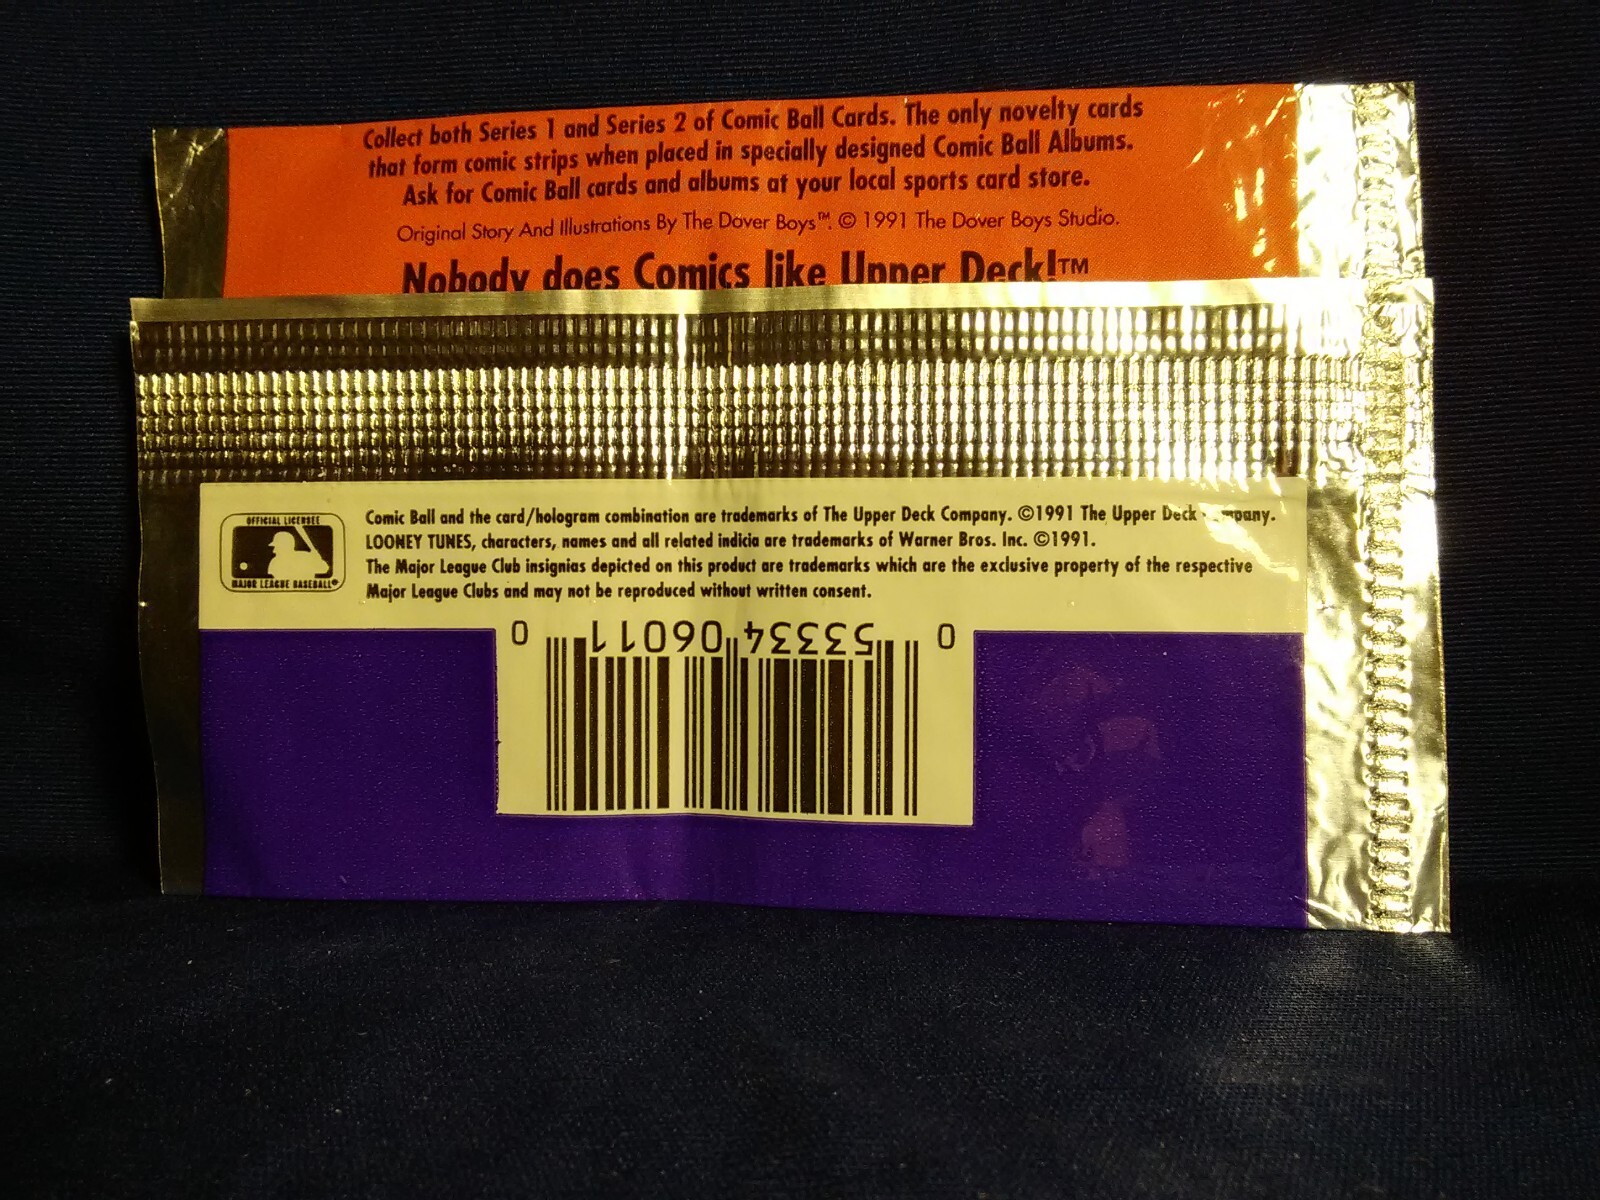 Collect both Series 1 and Series 2 of Comic Ball Cards. The only novelty cards
that form comic strips when placed in specially designed Comic Ball Albums.
Ask for Comic Ball cards and albums at your local sports card store.
Original Story And Illustrations By The Dover Boys™. © 1991 The Dover Boys Studio.
Nobody does Comics like Upper Deck!™
OFFICIAL LICENSEE
MAJOR LEAGUE BASEBALL®
Comic Ball and the card/hologram combination are trademarks of The Upper Deck Company. ©1991 The Upper Deck Company.
LOONEY TUNES, characters, names and all related indicia are trademarks of Warner Bros. Inc. ©1991.
The Major League Club insignias depicted on this product are trademarks which are the exclusive property of the respective
Major League Clubs and may not be reproduced without written consent.
0 53334 06011 0